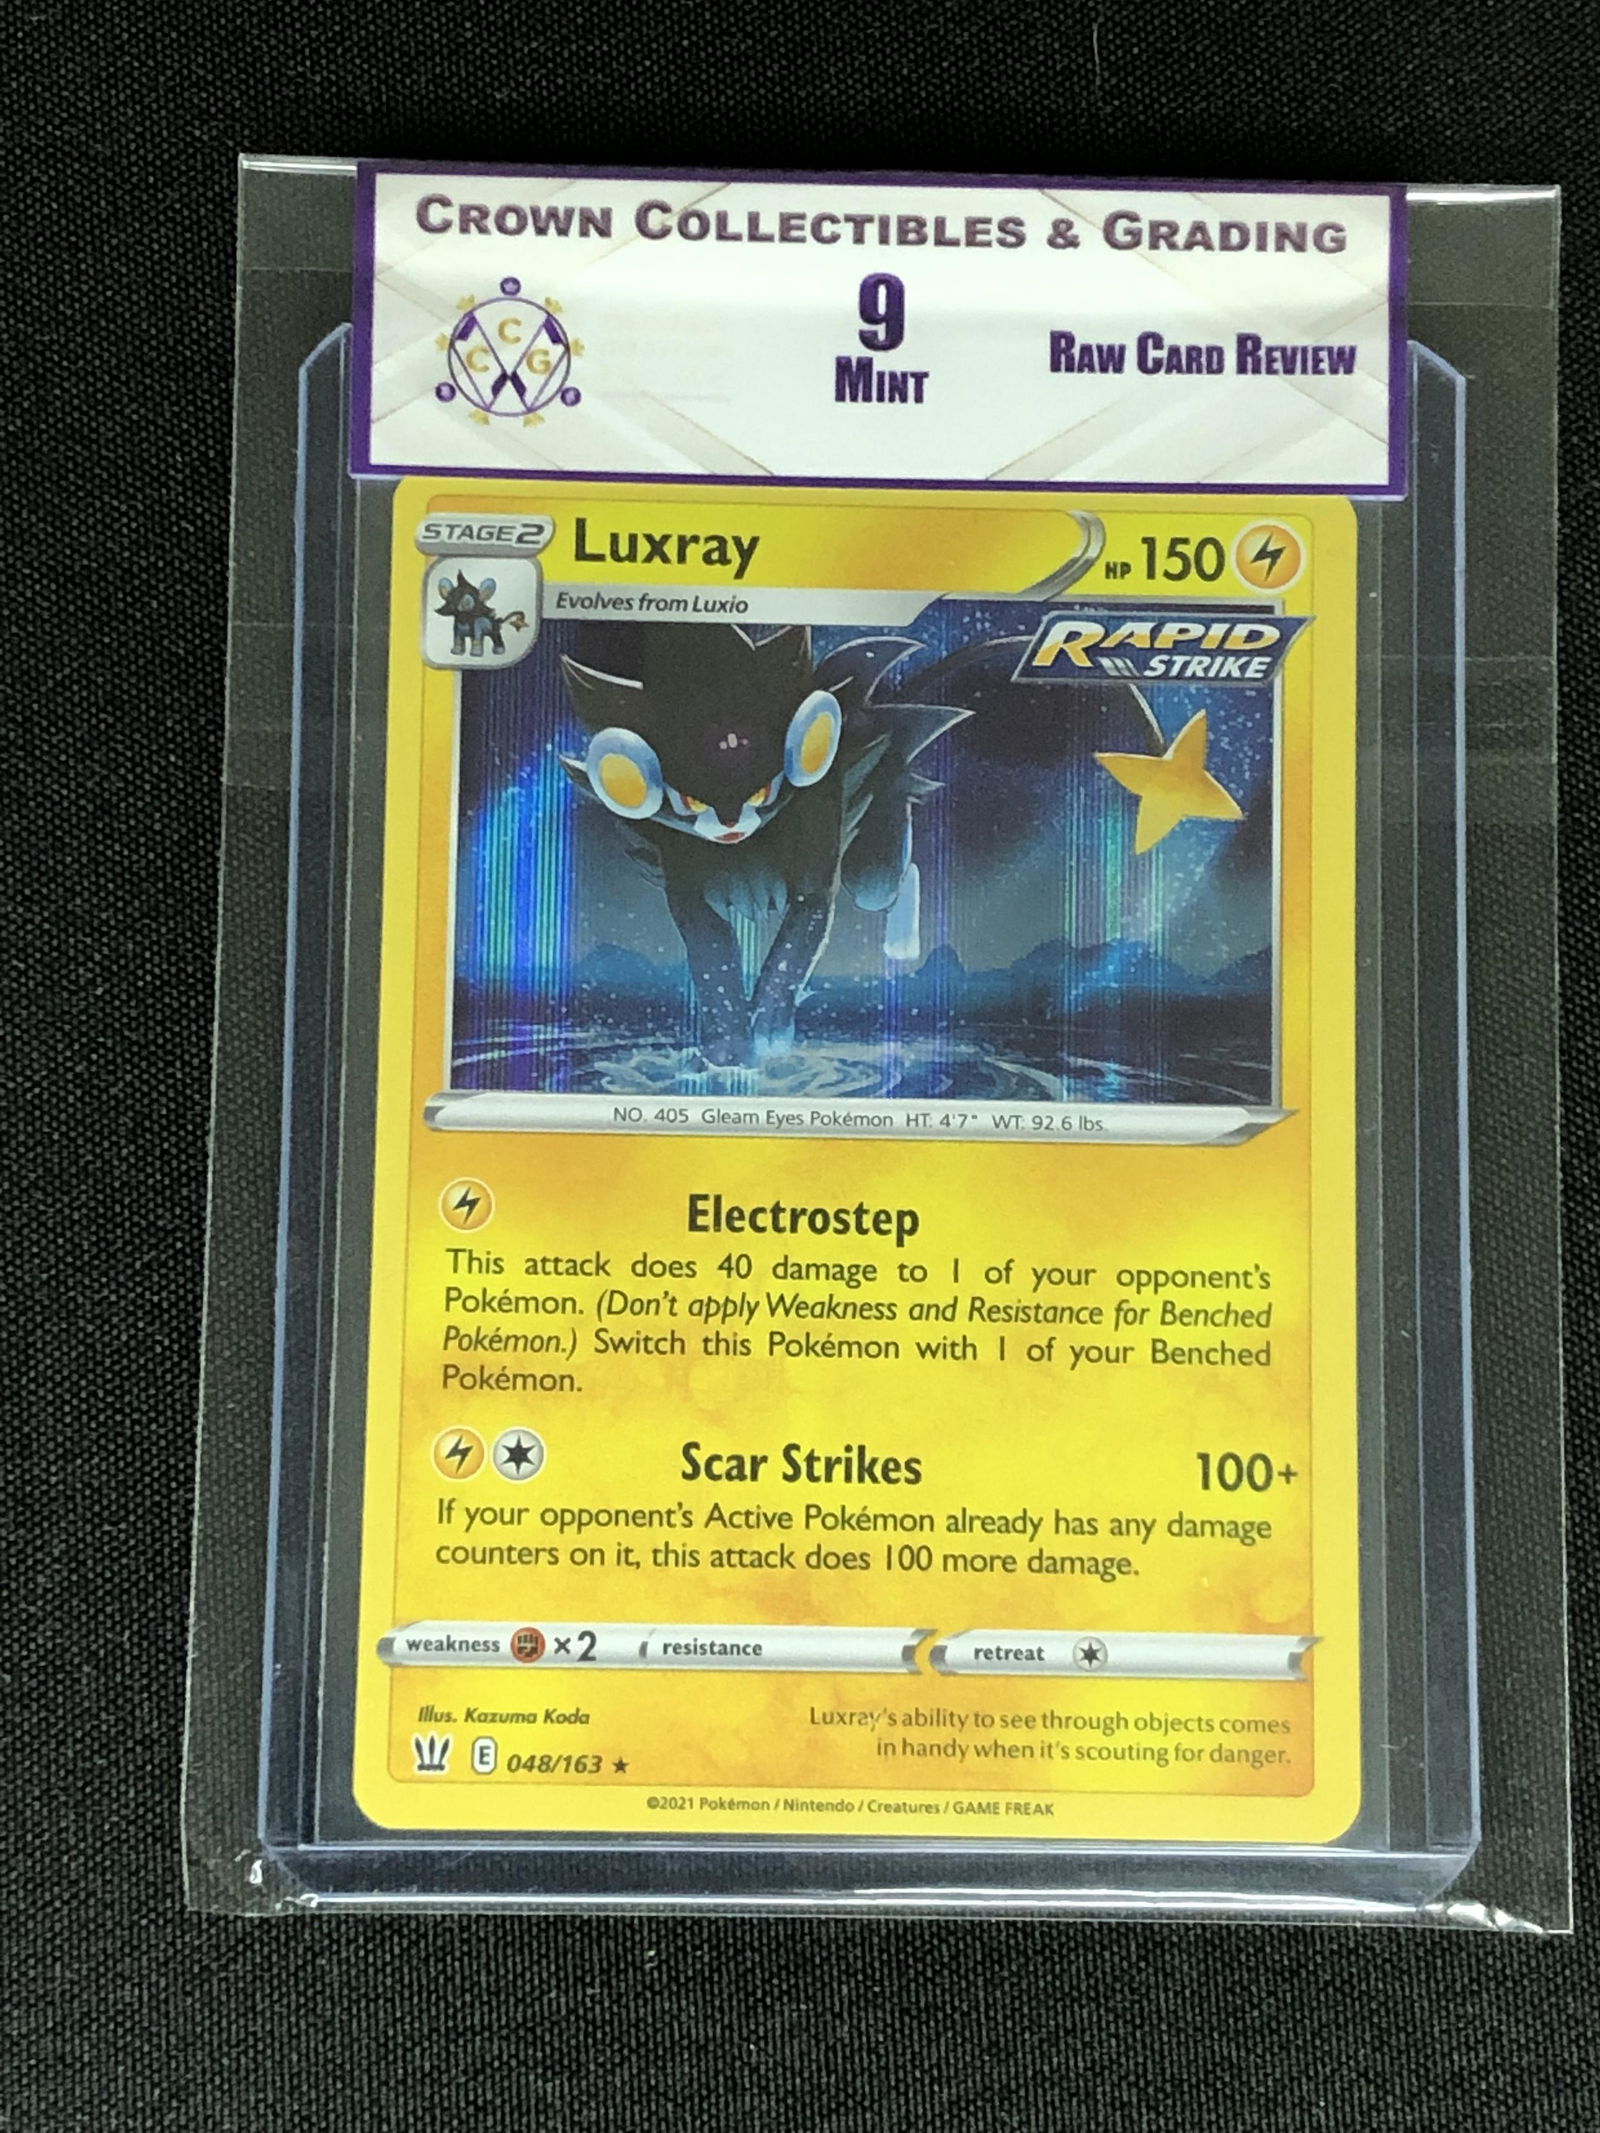 CROWN COLLECTIBLES & GRADING
C
C G
9
MINT
RAW CARD REVIEW
STAGE 2
Luxray
HP 150
Evolves from Luxio
RAPID
STRIKE
NO. 405 Gleam Eyes Pokémon HT: 4'7" WT: 92.6 lbs.
Electrostep
This attack does 40 damage to 1 of your opponent's
Pokémon. (Don't apply Weakness and Resistance for Benched
Pokémon.) Switch this Pokémon with 1 of your Benched
Pokémon.
Scar Strikes 100+
If your opponent's Active Pokémon already has any damage
counters on it, this attack does 100 more damage.
weakness ×2 resistance retreat
Illus. Kazuma Koda
Luxray's ability to see through objects comes
in handy when it's scouting for danger.
E 048/163 ★
©2021 Pokémon / Nintendo / Creatures / GAME FREAK